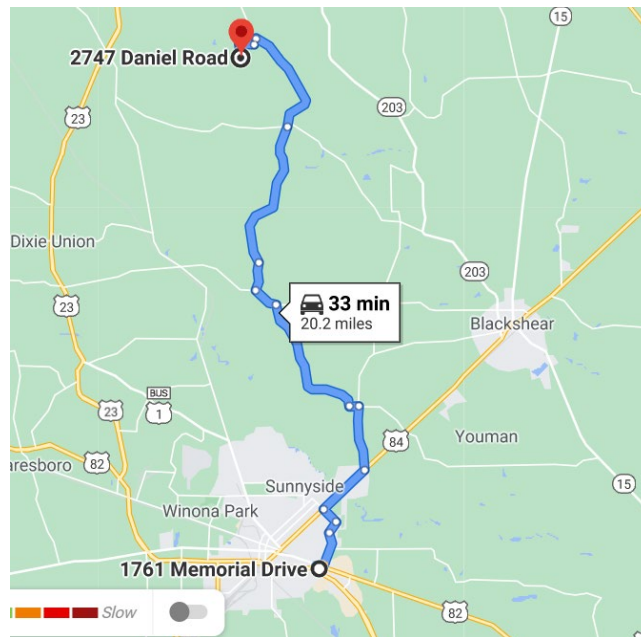 2747 Daniel Road
23
203
Dixie Union
15
203
23
33 min
20.2 miles
Blackshear
BUS
1
23
84
Youman
aresboro
82
Sunnyside
15
Winona Park
1761 Memorial Drive
82
Slow